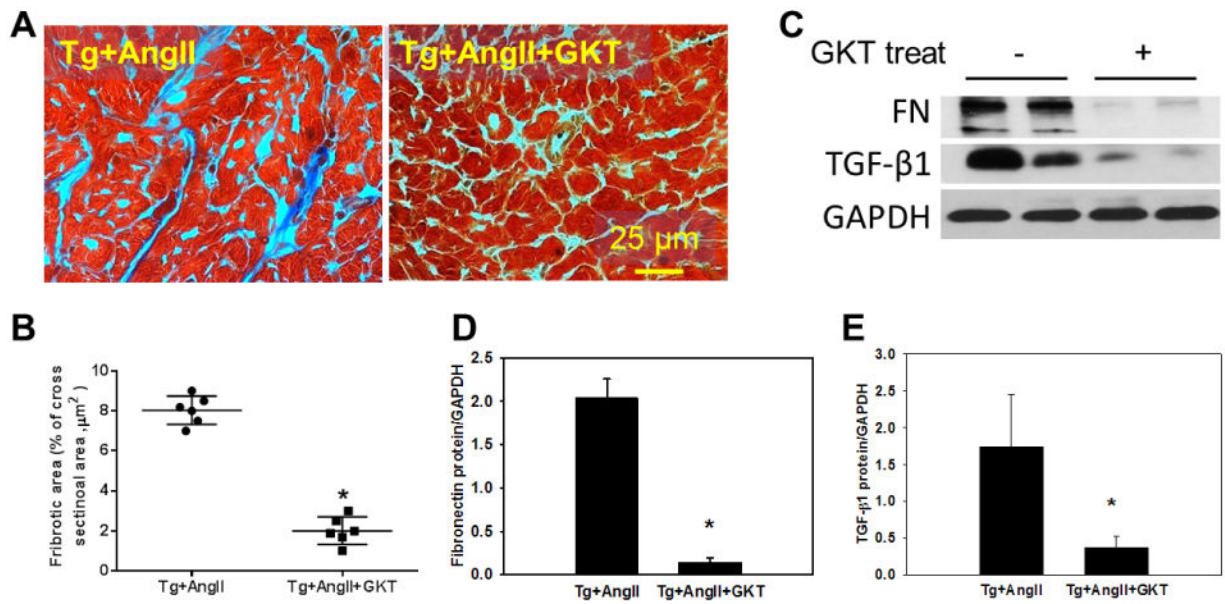 A
Tg+AngII
Tg+AngII+GKT
25 µm
C
GKT treat - +
FN
TGF-β1
GAPDH
B
Fribrotic area (% of cross
sectinoal area ,µm²)
10
8
6
4
2
0
*
Tg+AngII Tg+AngII+GKT
D
Fibronectin protein/GAPDH
2.5
2.0
1.5
1.0
0.5
0.0
*
Tg+AngII Tg+AngII+GKT
E
TGF-β1 protein/GAPDH
3.0
2.5
2.0
1.5
1.0
0.5
0.0
*
Tg+AngII Tg+AngII+GKT